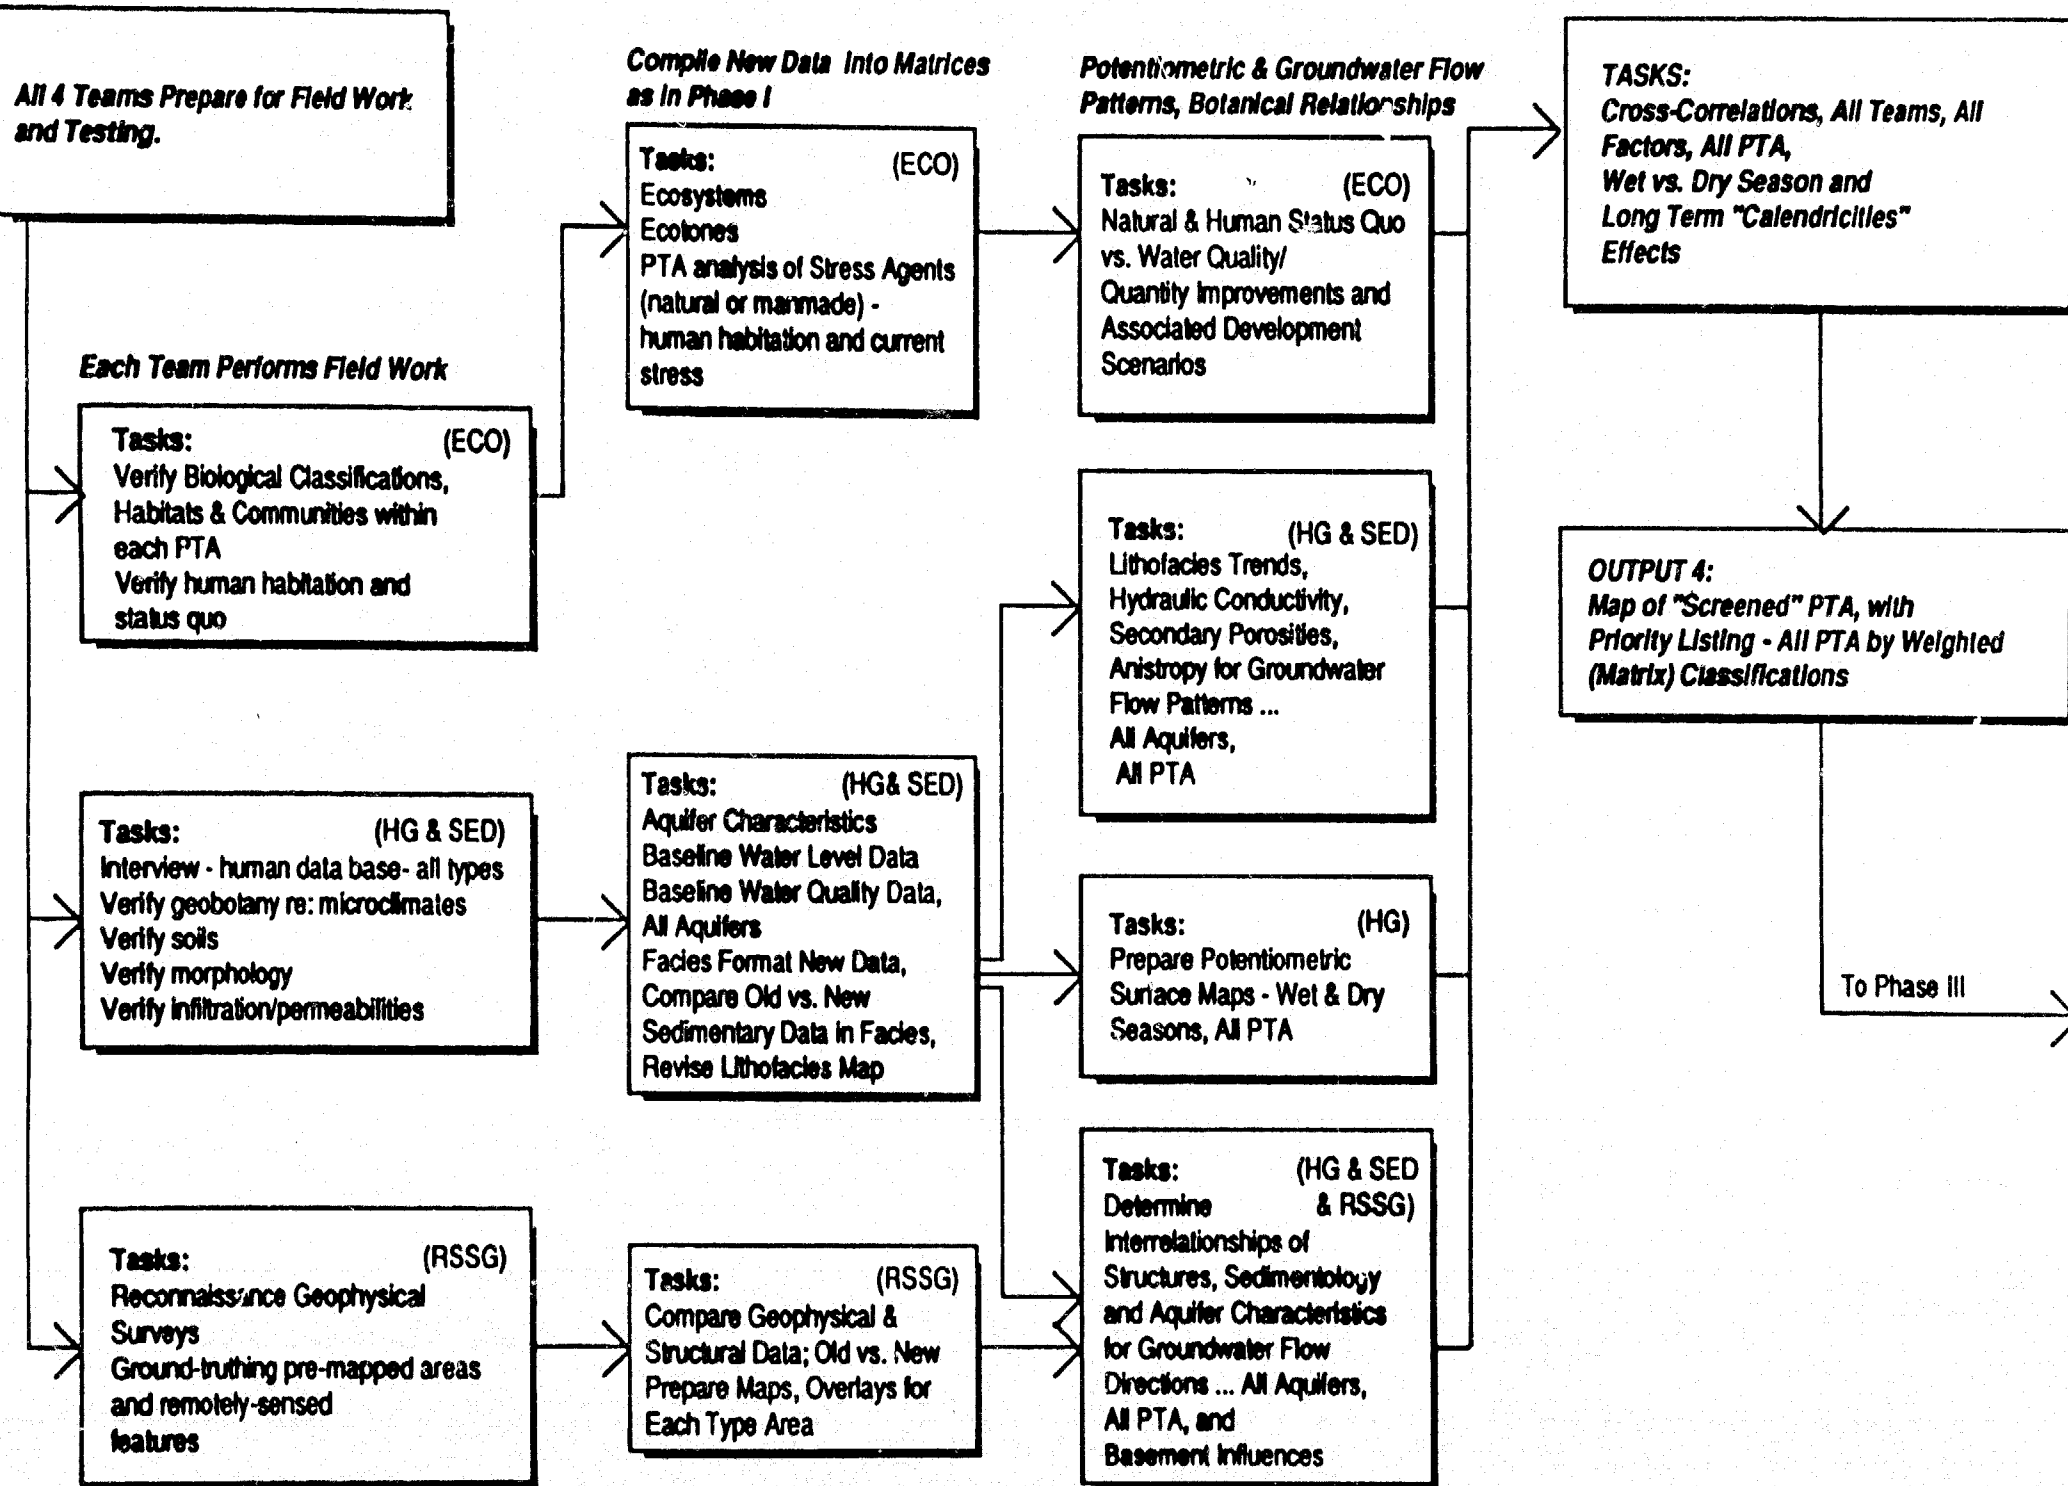 All 4 Teams Prepare for Field Work
and Testing.
Each Team Performs Field Work
Tasks: (ECO)
Verify Biological Classifications,
Habitats & Communities within
each PTA
Verify human habitation and
status quo
Tasks: (HG & SED)
Interview - human data base- all types
Verify geobotany re: microclimates
Verify soils
Verify morphology
Verify infiltration/permeabilities
Tasks: (RSSG)
Reconnaissance Geophysical
Surveys
Ground-truthing pre-mapped areas
and remotely-sensed
features
Compile New Data Into Matrices
as in Phase I
Tasks: (ECO)
Ecosystems
Ecotones
PTA analysis of Stress Agents
(natural or manmade) -
human habitation and current
stress
Tasks: (HG& SED)
Aquifer Characteristics
Baseline Water Level Data
Baseline Water Quality Data,
All Aquifers
Facies Format New Data,
Compare Old vs. New
Sedimentary Data in Facies,
Revise Lithofacies Map
Tasks: (RSSG)
Compare Geophysical &
Structural Data; Old vs. New
Prepare Maps, Overlays for
Each Type Area
Potentiometric & Groundwater Flow
Patterns, Botanical Relationships
Tasks: (ECO)
Natural & Human Status Quo
vs. Water Quality/
Quantity Improvements and
Associated Development
Scenarios
Tasks: (HG & SED)
Lithofacies Trends,
Hydraulic Conductivity,
Secondary Porosities,
Anistropy for Groundwater
Flow Patterns ...
All Aquifers,
All PTA
Tasks: (HG)
Prepare Potentiometric
Surface Maps - Wet & Dry
Seasons, All PTA
Tasks: (HG & SED
Determine & RSSG)
Interrelationships of
Structures, Sedimentology
and Aquifer Characteristics
for Groundwater Flow
Directions ... All Aquifers,
All PTA, and
Basement Influences
TASKS:
Cross-Correlations, All Teams, All
Factors, All PTA,
Wet vs. Dry Season and
Long Term "Calendricities"
Effects
OUTPUT 4:
Map of "Screened" PTA, with
Priority Listing - All PTA by Weighted
(Matrix) Classifications
To Phase III